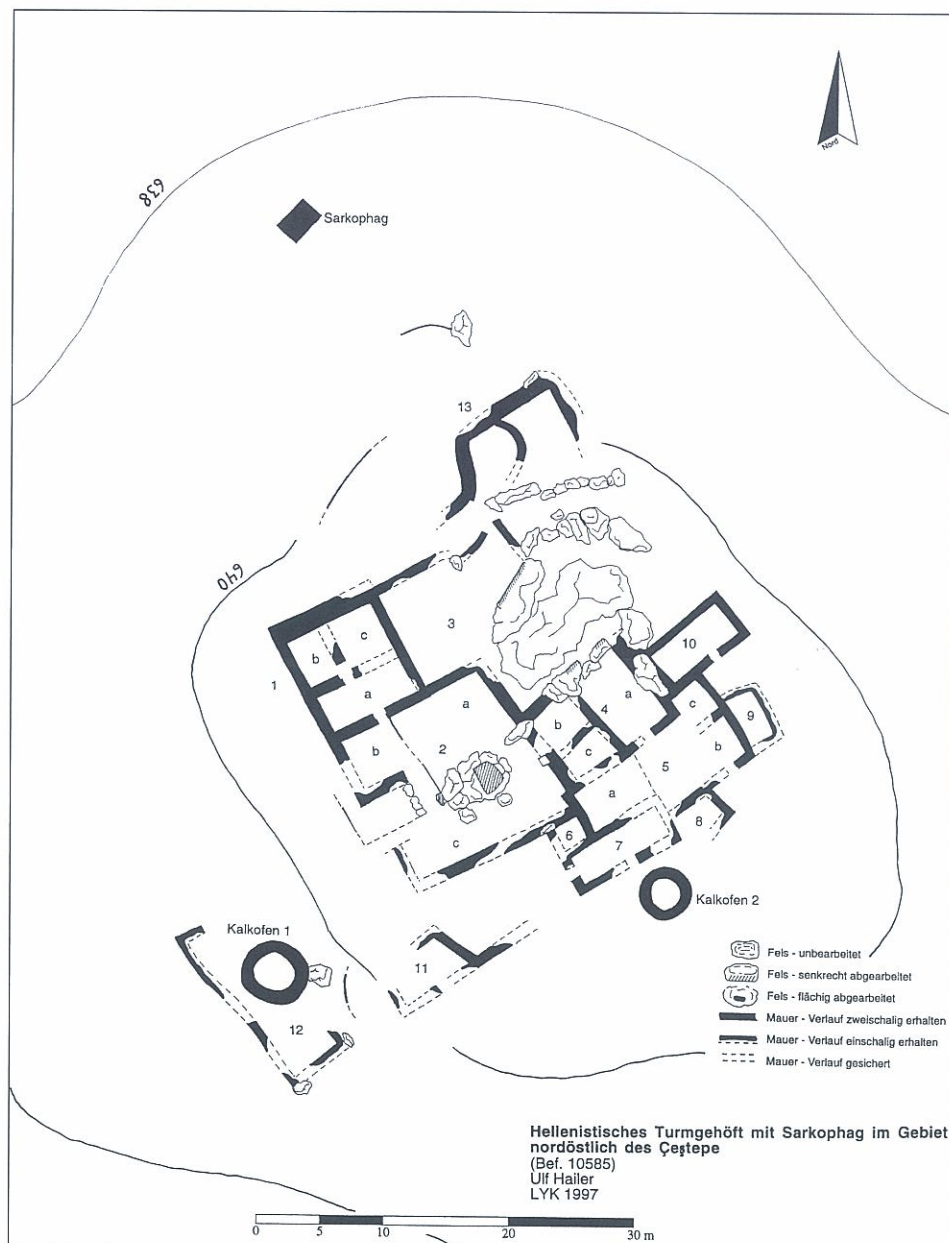 Nord
638
Sarkophag
13
640
3
c
b
1
a
10
a
a
4
c
b
9
b
2
c
5
b
a
8
6
7
c
Kalkofen 2
Kalkofen 1
11
12
Fels - unbearbeitet
Fels - senkrecht abgearbeitet
Fels - flächig abgearbeitet
Mauer - Verlauf zweischalig erhalten
Mauer - Verlauf einschalig erhalten
Mauer - Verlauf gesichert
Hellenistisches Turmgehöft mit Sarkophag im Gebiet
nordöstlich des Çeştepe
(Bef. 10585)
Ulf Hailer
LYK 1997
0 5 10 20 30 m